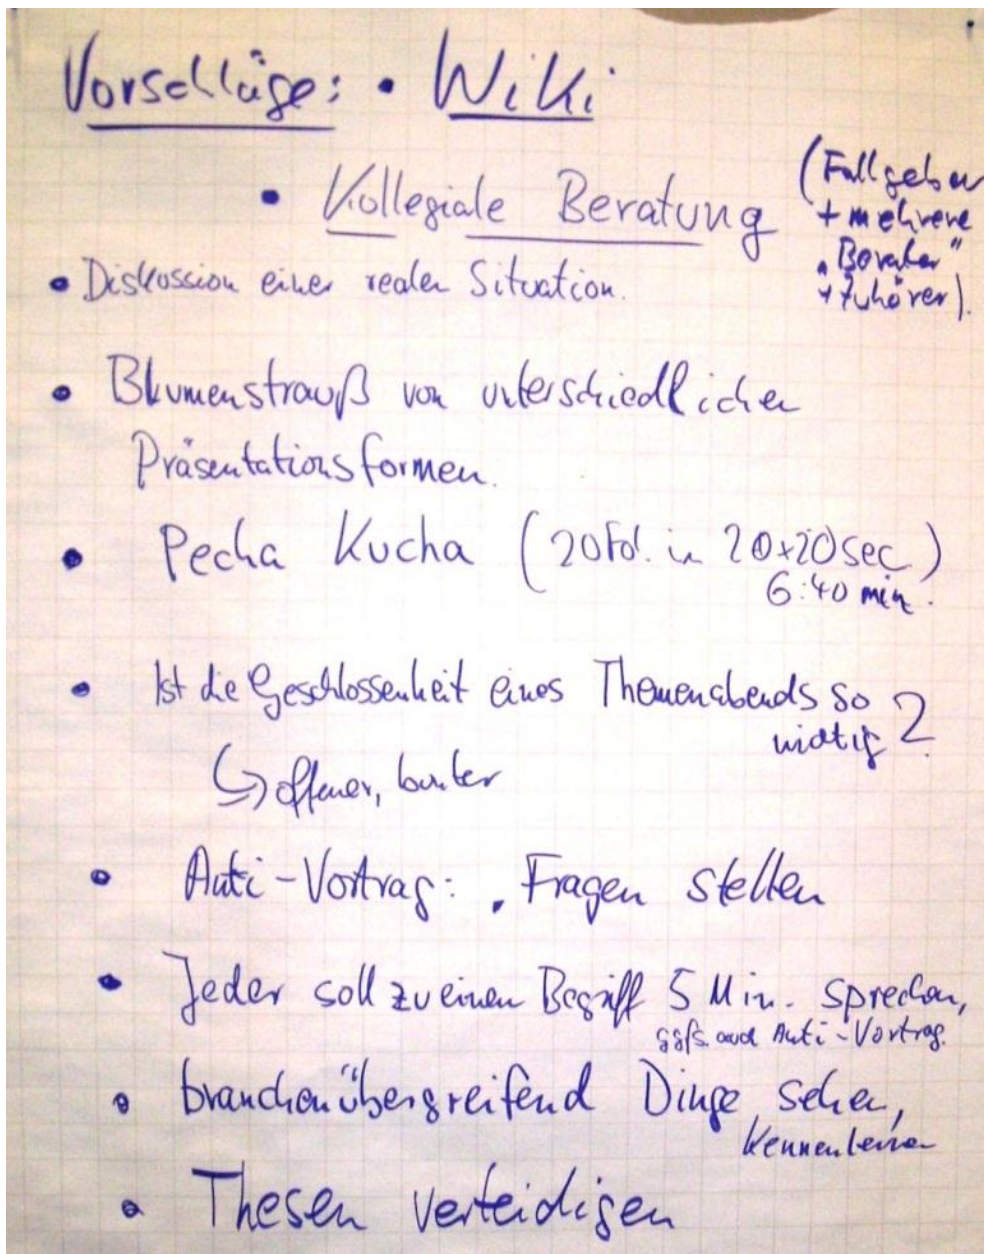 Vorschläge: • Wiki
• Kollegiale Beratung
(Fallgeber
+ mehrere
„Berater"
+ Zuhörer).
• Diskussion einer realen Situation.
• Blumenstrauß von unterschiedlichen
Präsentationsformen.
• Pecha Kucha (20 Fol. in 20x20 sec)
6:40 min.
• Ist die Geschlossenheit eines Themenabends so
wichtig ?
↳ offener, bunter
• Anti-Vortrag: • Fragen stellen
• Jeder soll zu einen Begriff 5 Min. sprechen,
ggfs. auch Anti-Vortrag.
• branchenübergreifend Dinge sehen,
kennenlernen
• Thesen verteidigen